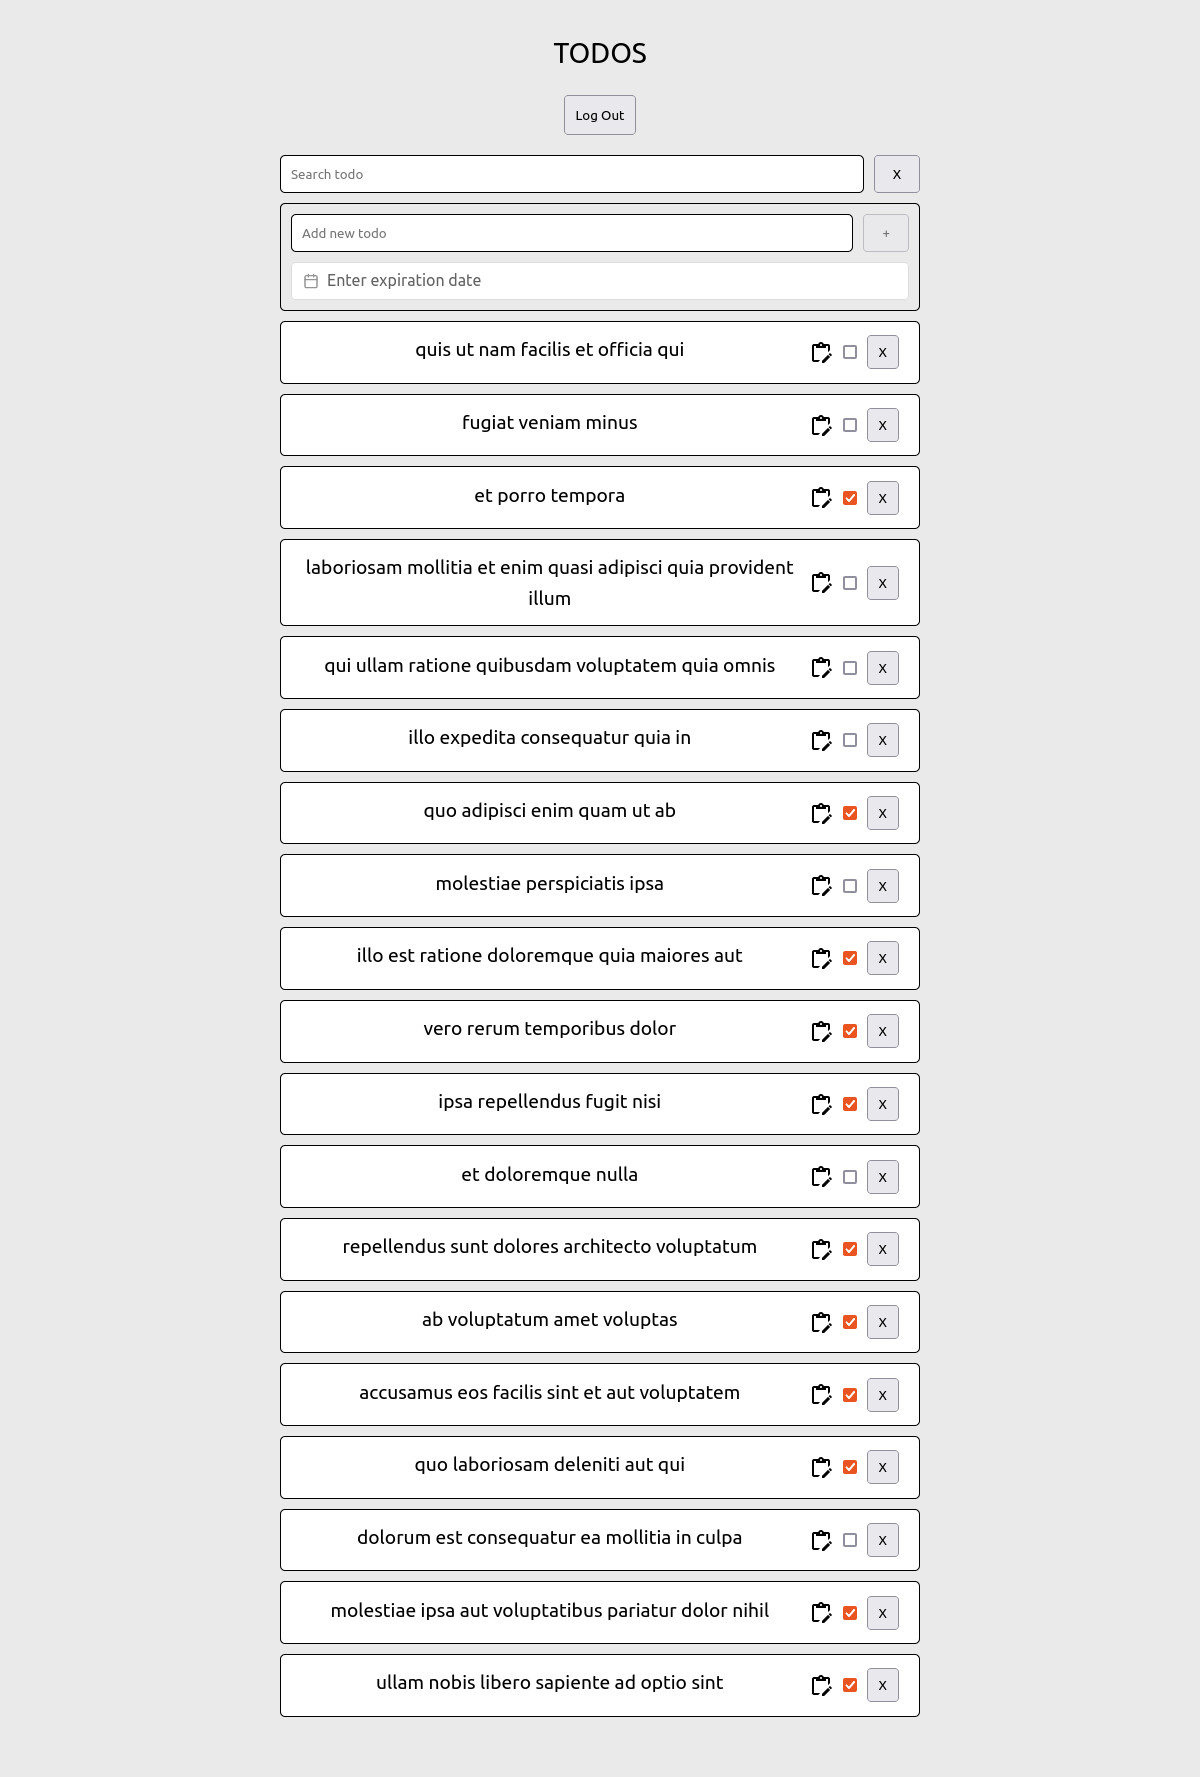 TODOS
Log Out
Search todo
X
Add new todo
+
Enter expiration date
quis ut nam facilis et officia qui
X
fugiat veniam minus
X
et porro tempora
X
laboriosam mollitia et enim quasi adipisci quia provident
illum
X
qui ullam ratione quibusdam voluptatem quia omnis
X
illo expedita consequatur quia in
X
quo adipisci enim quam ut ab
X
molestiae perspiciatis ipsa
X
illo est ratione doloremque quia maiores aut
X
vero rerum temporibus dolor
X
ipsa repellendus fugit nisi
X
et doloremque nulla
X
repellendus sunt dolores architecto voluptatum
X
ab voluptatum amet voluptas
X
accusamus eos facilis sint et aut voluptatem
X
quo laboriosam deleniti aut qui
X
dolorum est consequatur ea mollitia in culpa
X
molestiae ipsa aut voluptatibus pariatur dolor nihil
X
ullam nobis libero sapiente ad optio sint
X